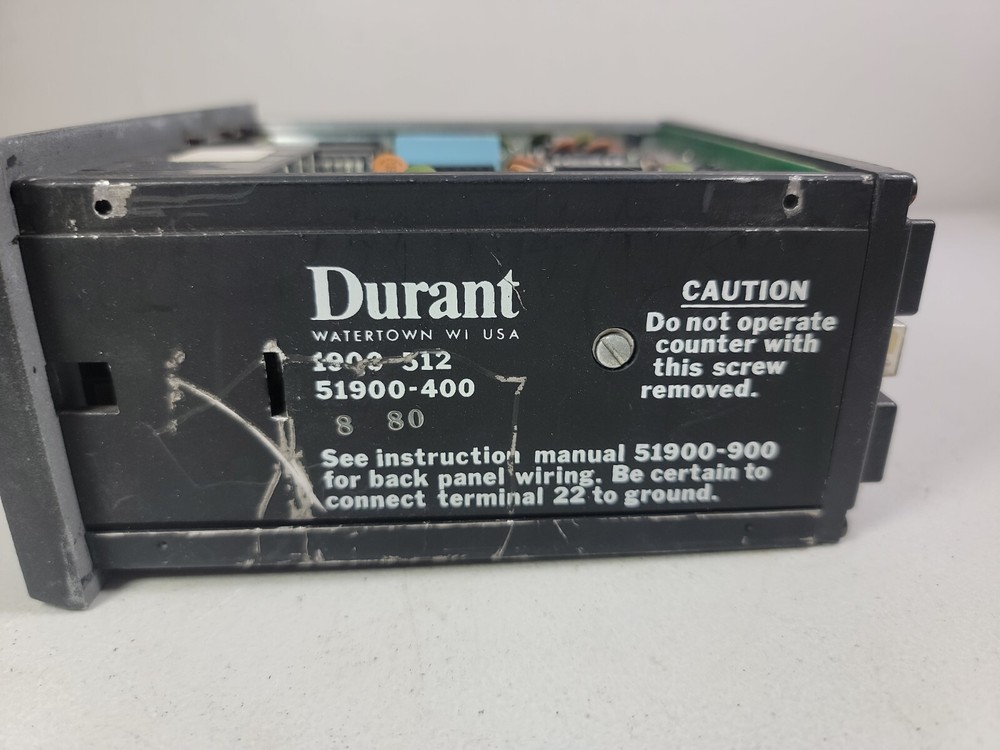 Durant
WATERTOWN WI USA
51900-400
8 80
See instruction manual 51900-900
for back panel wiring. Be certain to
connect terminal 22 to ground.
CAUTION
Do not operate
counter with
this screw
removed.